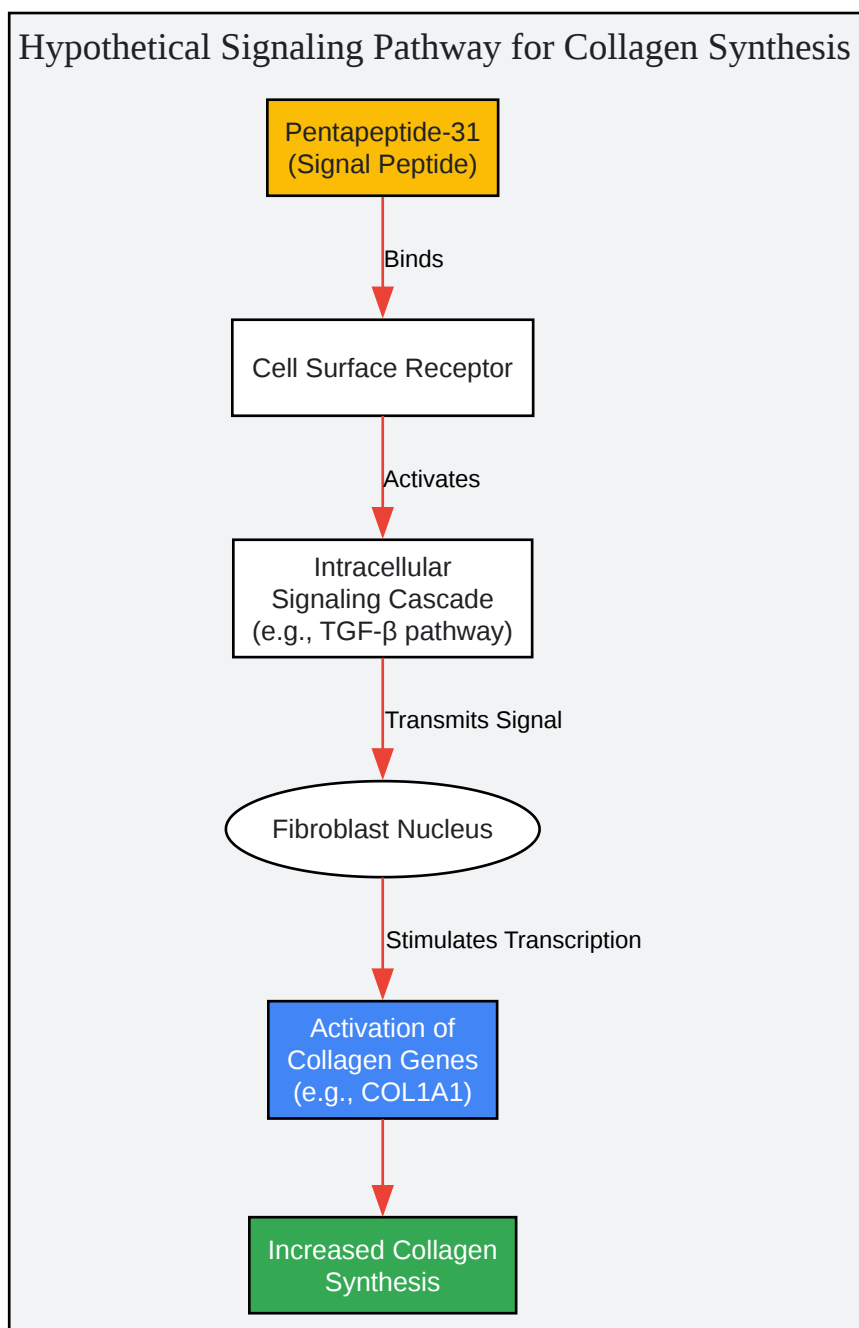 Hypothetical Signaling Pathway for Collagen Synthesis
Pentapeptide-31
(Signal Peptide)
Binds
Cell Surface Receptor
Activates
Intracellular
Signaling Cascade
(e.g., TGF-β pathway)
Transmits Signal
Fibroblast Nucleus
Stimulates Transcription
Activation of
Collagen Genes
(e.g., COL1A1)
Increased Collagen
Synthesis